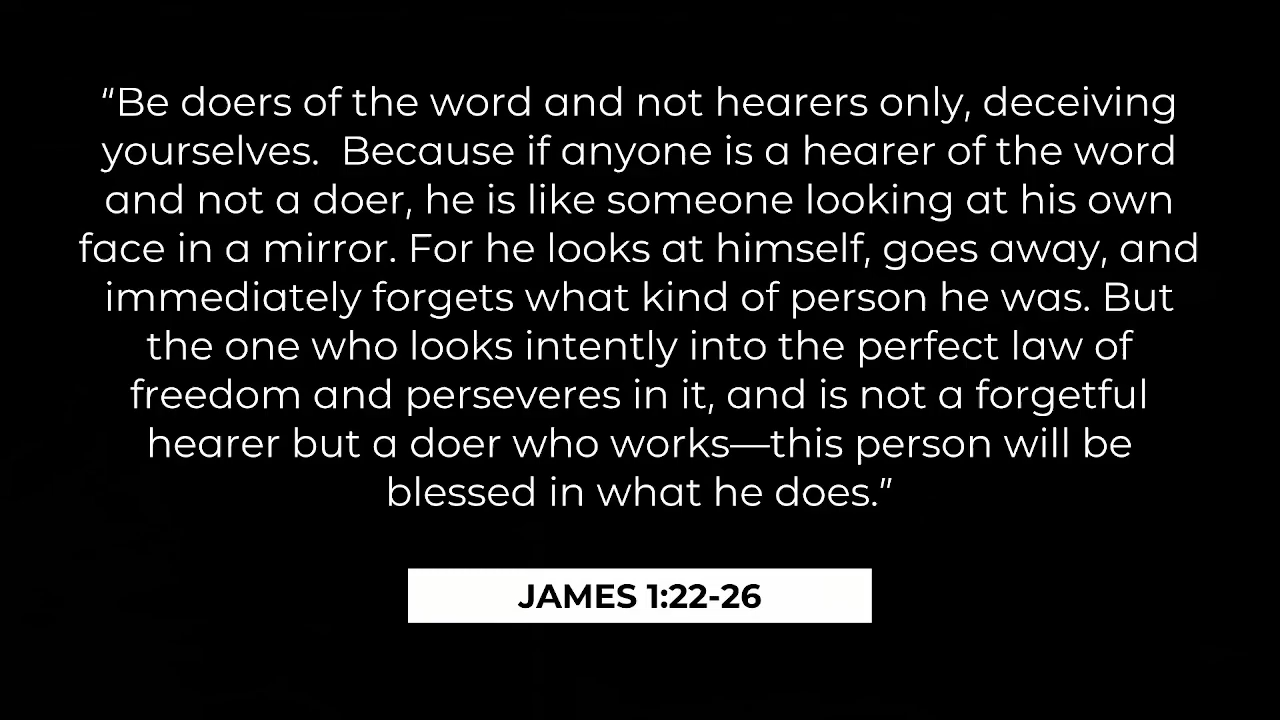 “Be doers of the word and not hearers only, deceiving
yourselves.  Because if anyone is a hearer of the word
and not a doer, he is like someone looking at his own
face in a mirror. For he looks at himself, goes away, and
immediately forgets what kind of person he was. But
the one who looks intently into the perfect law of
freedom and perseveres in it, and is not a forgetful
hearer but a doer who works—this person will be
blessed in what he does.”
JAMES 1:22-26